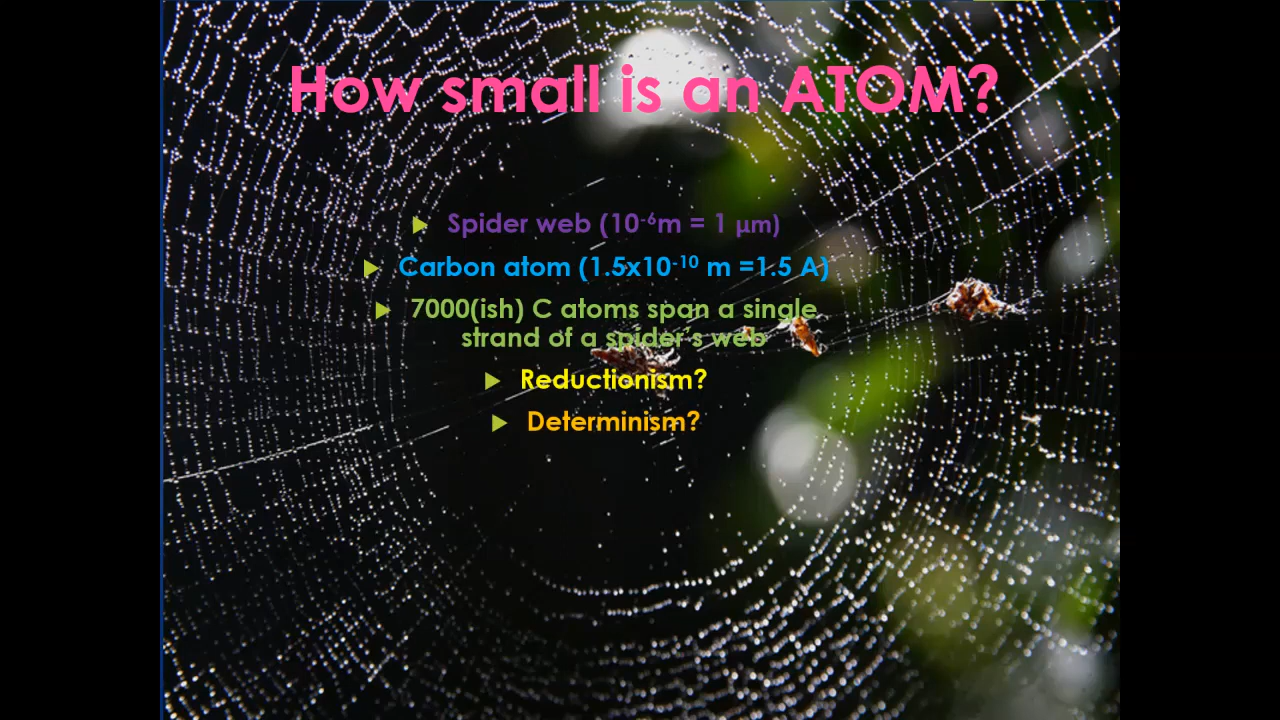 How small is an ATOM?
Spider web (10⁻⁶m = 1 μm)
Carbon atom (1.5x10⁻¹⁰ m =1.5 A)
7000(ish) C atoms span a single
strand of a spider's web
Reductionism?
Determinism?